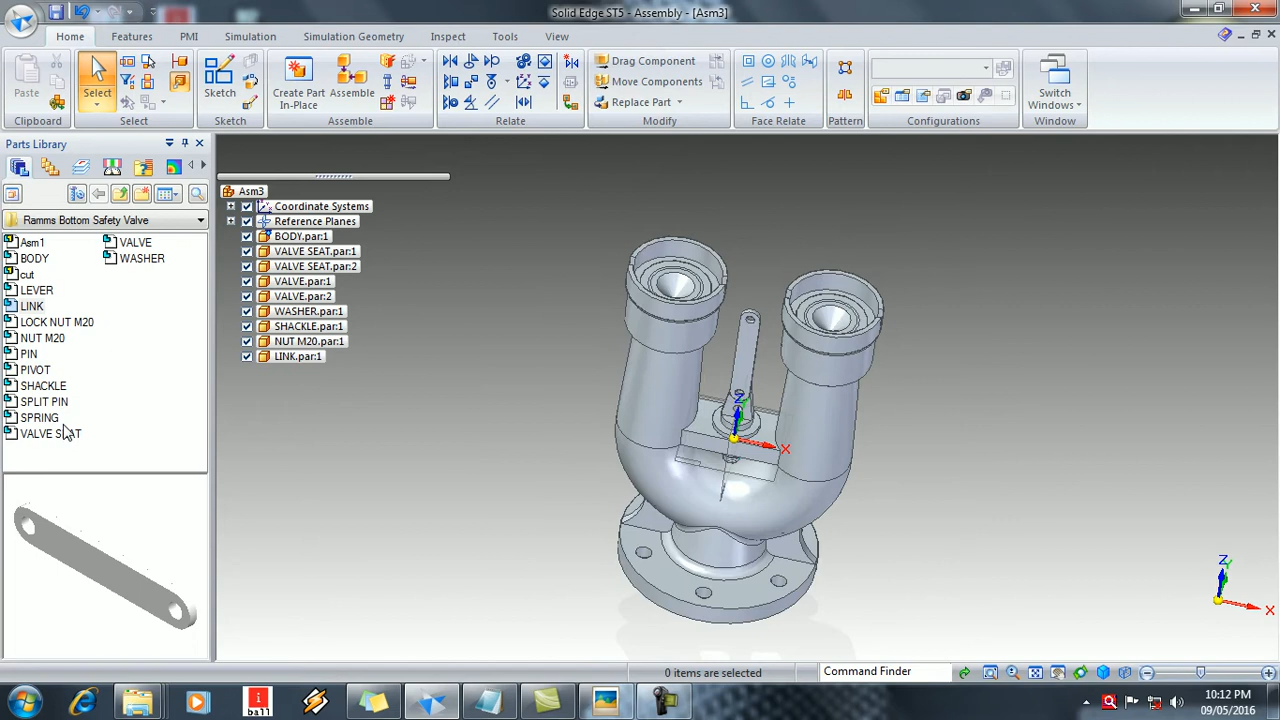 Solid Edge ST5 - Assembly - [Asm3]
Home
Features
PMI
Simulation
Simulation Geometry
Inspect
Tools
View
Paste
Select
Sketch
Create Part
In-Place
Assemble
Drag Component
Move Components
Replace Part
Switch
Windows
Clipboard
Select
Sketch
Assemble
Relate
Modify
Face Relate
Pattern
Configurations
Window
Parts Library
Ramms Bottom Safety Valve
Asm1
BODY
cut
LEVER
LINK
LOCK NUT M20
NUT M20
PIN
PIVOT
SHACKLE
SPLIT PIN
SPRING
VALVE SEAT
VALVE
WASHER
Asm3
Coordinate Systems
Reference Planes
BODY.par:1
VALVE SEAT.par:1
VALVE SEAT.par:2
VALVE.par:1
VALVE.par:2
WASHER.par:1
SHACKLE.par:1
NUT M20.par:1
LINK.par:1
Z
Y
X
Z
Y
X
0 items are selected
Command Finder
i
ball
10:12 PM
09/05/2016